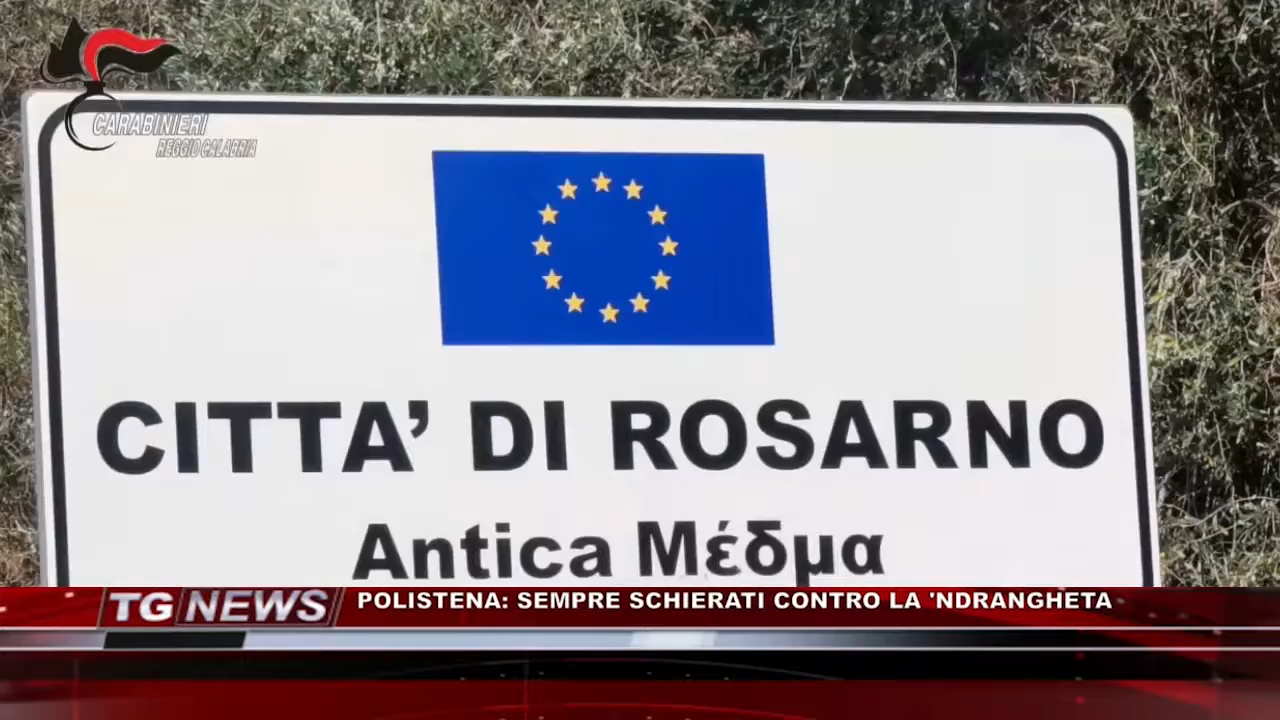 CARABINIERI
REGGIO CALABRIA
CITTA' DI ROSARNO
Antica Μέδμα
TG NEWS POLISTENA: SEMPRE SCHIERATI CONTRO LA 'NDRANGHETA